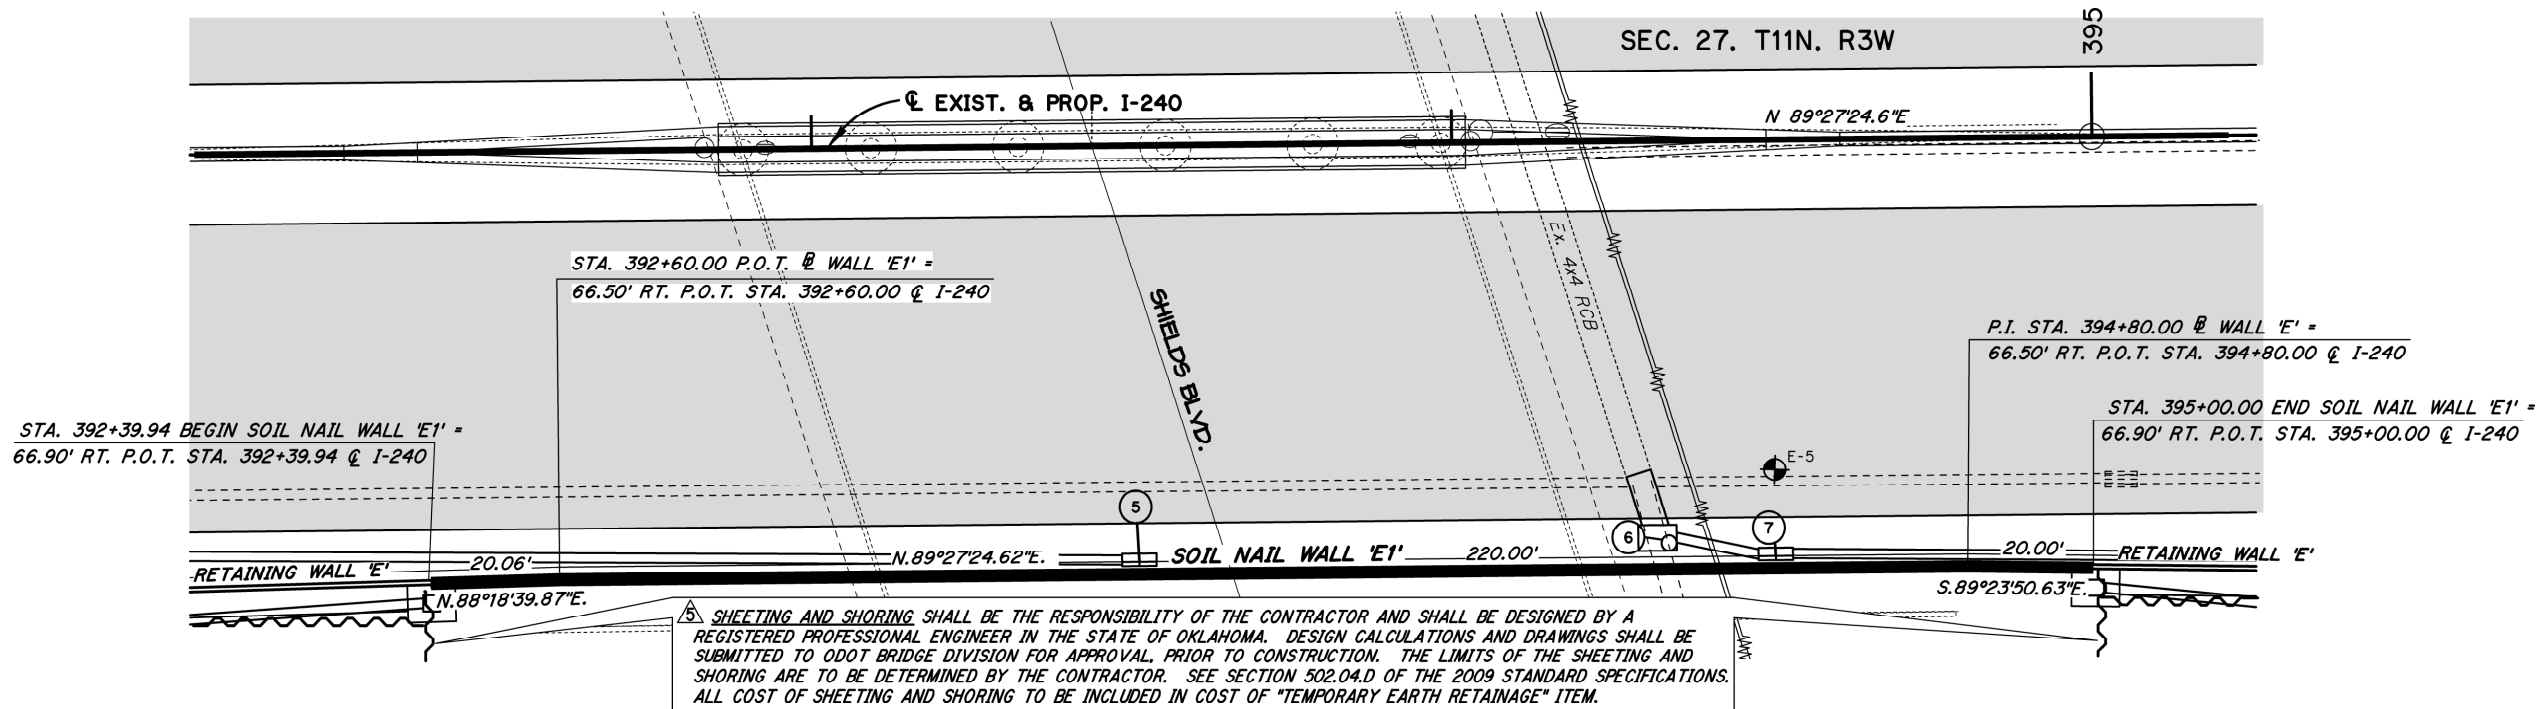 SEC. 27. T11N. R3W
395
℄ EXIST. & PROP. I-240
N 89°27'24.6"E
STA. 392+60.00 P.O.T. ⅊ WALL 'E1' =
66.50' RT. P.O.T. STA. 392+60.00 ℄ I-240
SHIELDS BLVD.
Ex. 4x4 RCB
P.I. STA. 394+80.00 ⅊ WALL 'E' =
66.50' RT. P.O.T. STA. 394+80.00 ℄ I-240
STA. 392+39.94 BEGIN SOIL NAIL WALL 'E1' =
66.90' RT. P.O.T. STA. 392+39.94 ℄ I-240
STA. 395+00.00 END SOIL NAIL WALL 'E1' =
66.90' RT. P.O.T. STA. 395+00.00 ℄ I-240
E-5
5
6
7
RETAINING WALL 'E'
20.06'
N.89°27'24.62"E.
SOIL NAIL WALL 'E1'
220.00'
20.00'
RETAINING WALL 'E'
N.88°18'39.87"E.
S.89°23'50.63"E.
5 SHEETING AND SHORING SHALL BE THE RESPONSIBILITY OF THE CONTRACTOR AND SHALL BE DESIGNED BY A
REGISTERED PROFESSIONAL ENGINEER IN THE STATE OF OKLAHOMA. DESIGN CALCULATIONS AND DRAWINGS SHALL BE
SUBMITTED TO ODOT BRIDGE DIVISION FOR APPROVAL, PRIOR TO CONSTRUCTION. THE LIMITS OF THE SHEETING AND
SHORING ARE TO BE DETERMINED BY THE CONTRACTOR. SEE SECTION 502.04.D OF THE 2009 STANDARD SPECIFICATIONS.
ALL COST OF SHEETING AND SHORING TO BE INCLUDED IN COST OF "TEMPORARY EARTH RETAINAGE" ITEM.